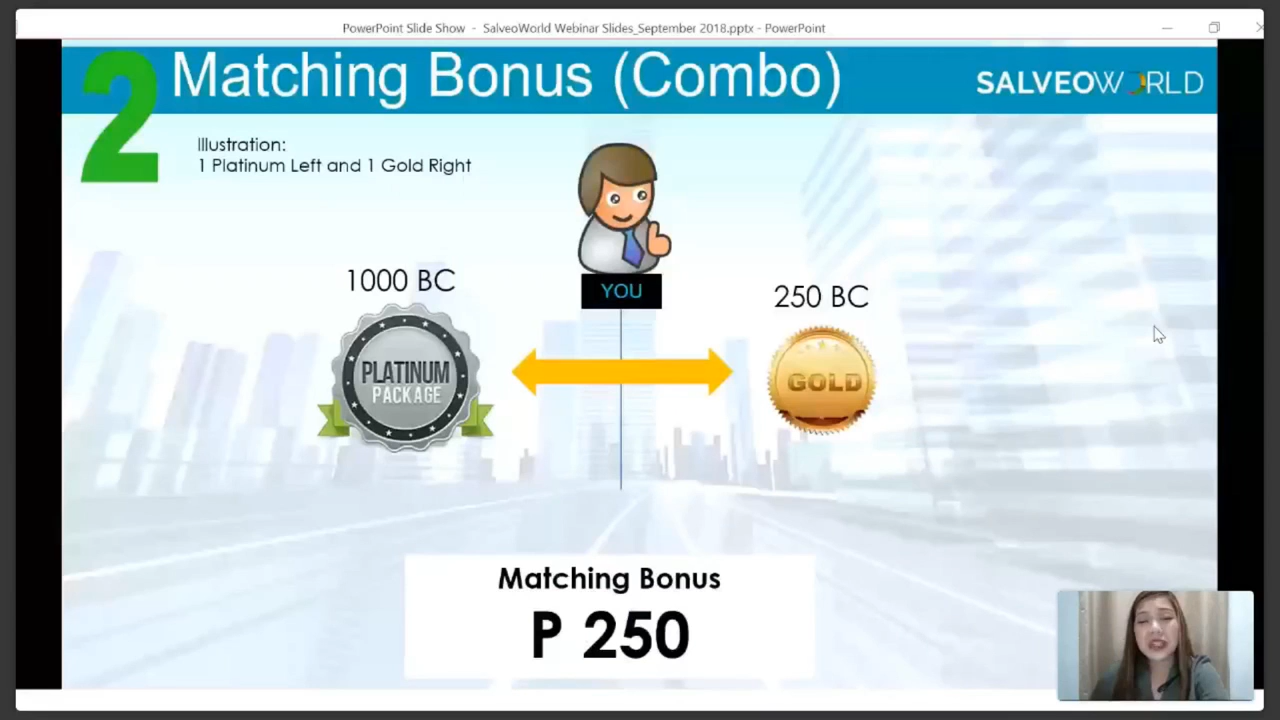 PowerPoint Slide Show - SalveoWorld Webinar Slides_September 2018.pptx - PowerPoint
2 Matching Bonus (Combo)
SALVEOWORLD
Illustration:
1 Platinum Left and 1 Gold Right
1000 BC
YOU
250 BC
PLATINUM
PACKAGE
GOLD
Matching Bonus
P 250